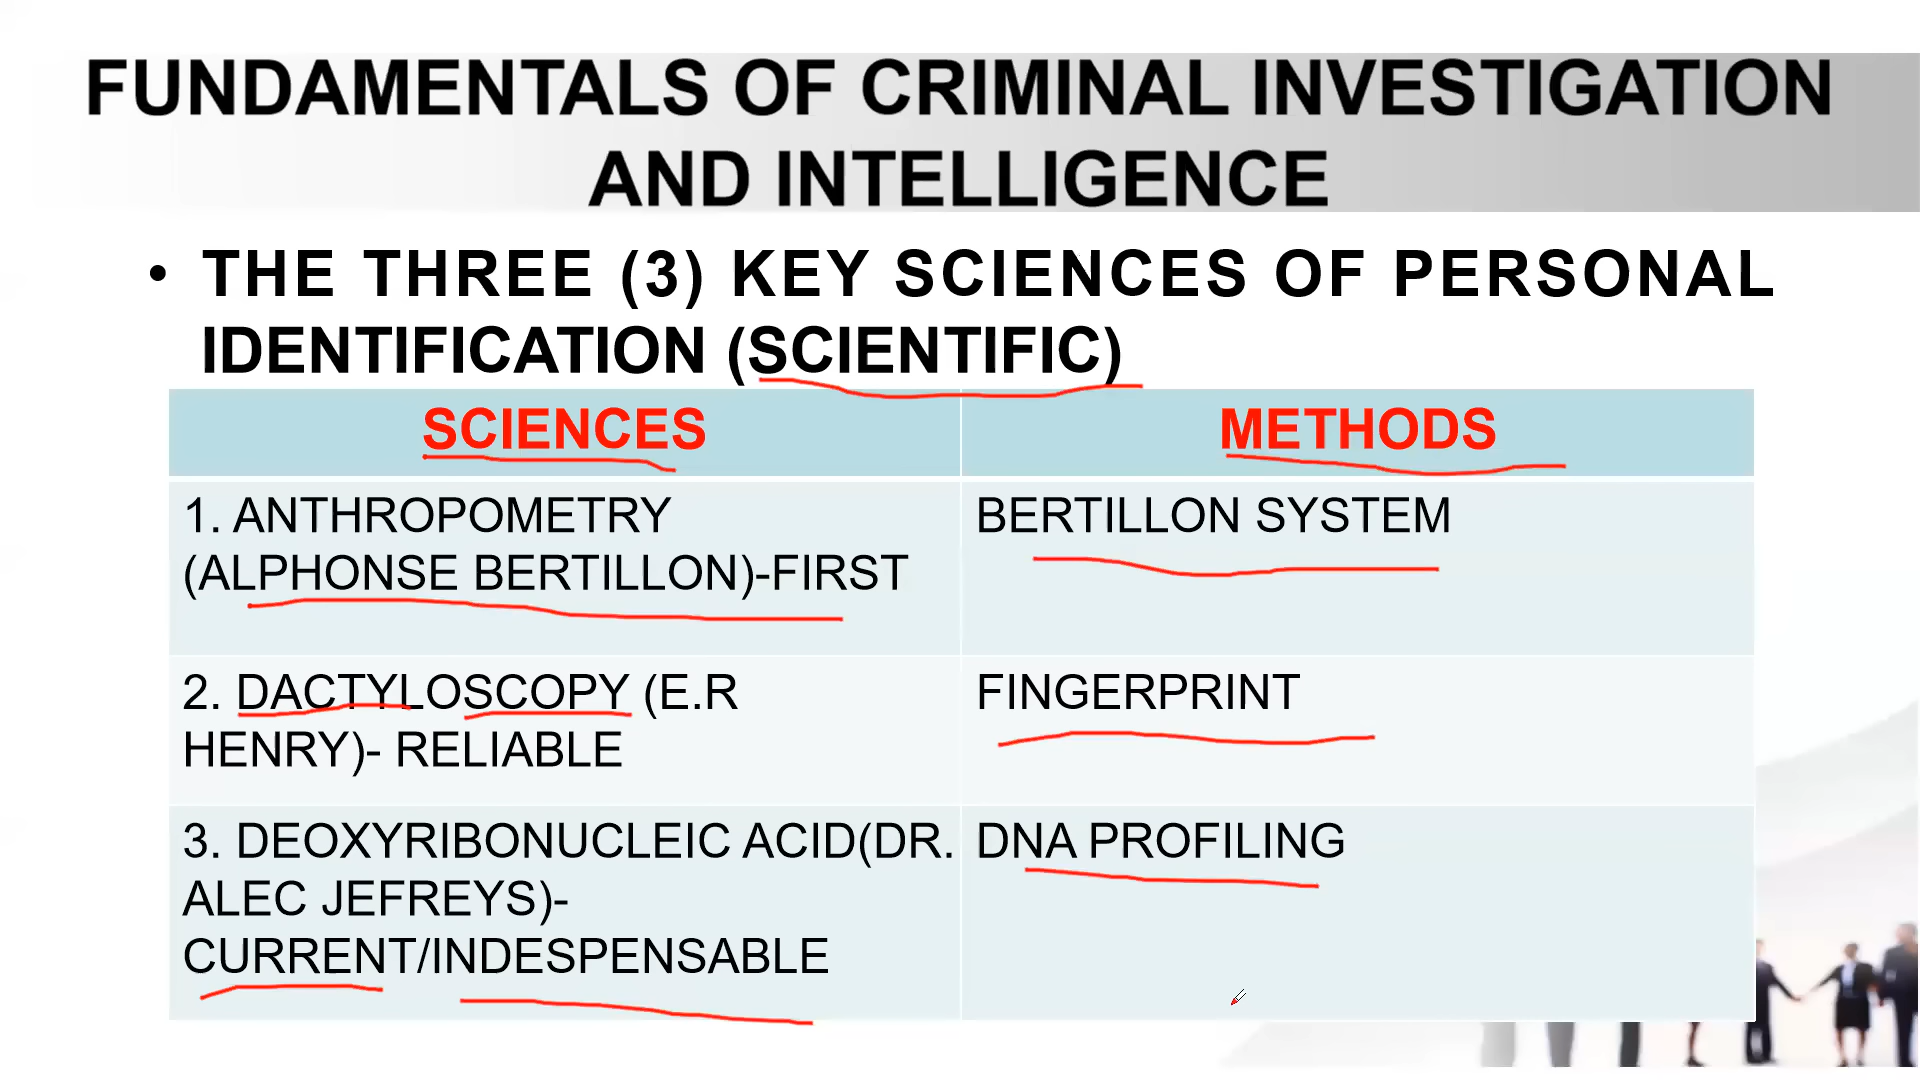 FUNDAMENTALS OF CRIMINAL INVESTIGATION
AND INTELLIGENCE
• THE THREE (3) KEY SCIENCES OF PERSONAL
IDENTIFICATION (SCIENTIFIC)
SCIENCES
METHODS
1. ANTHROPOMETRY
(ALPHONSE BERTILLON)-FIRST
BERTILLON SYSTEM
2. DACTYLOSCOPY (E.R
HENRY)- RELIABLE
FINGERPRINT
3. DEOXYRIBONUCLEIC ACID(DR.
ALEC JEFREYS)-
CURRENT/INDESPENSABLE
DNA PROFILING